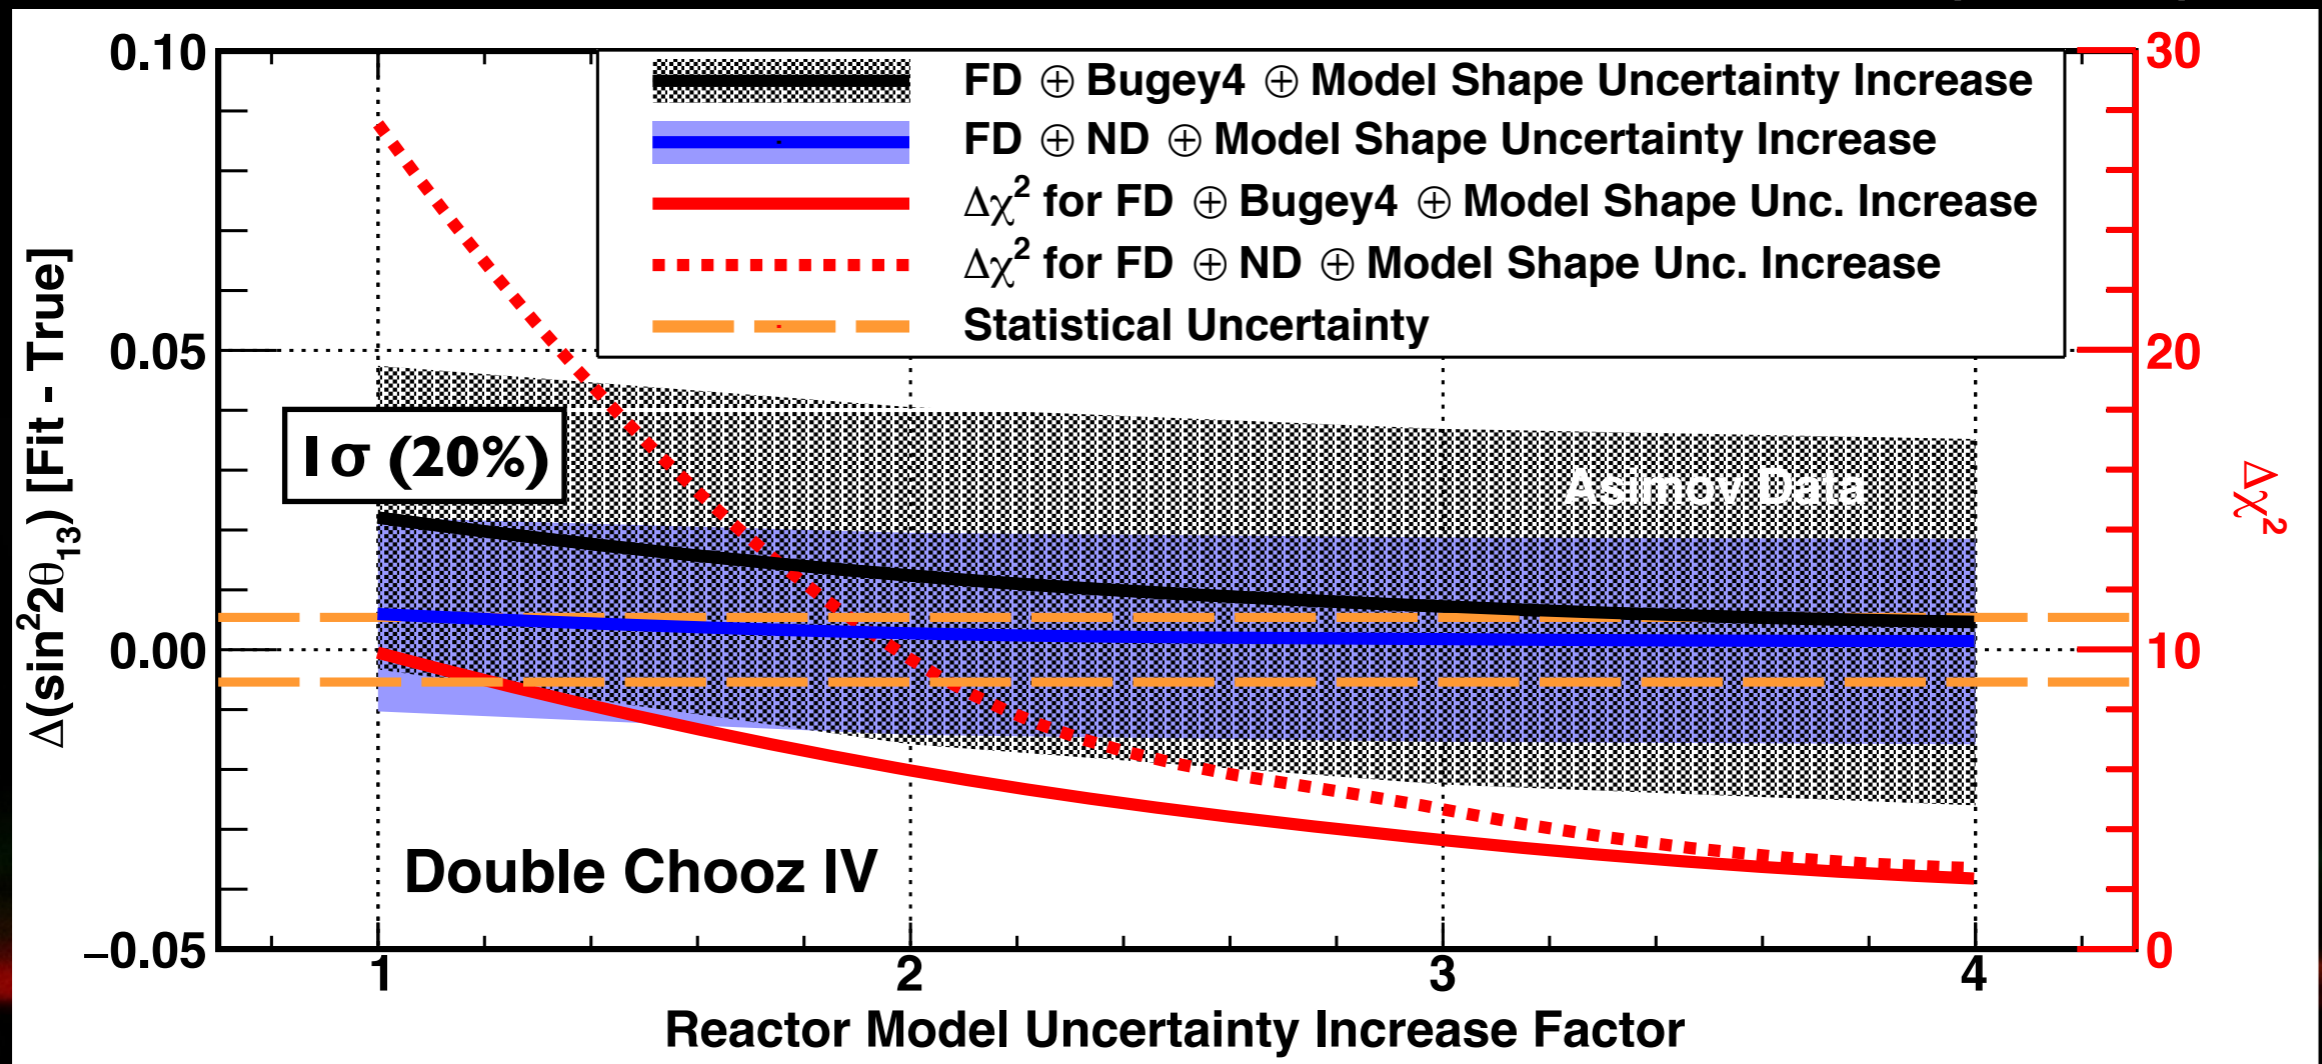 0.10
0.05
0.00
−0.05
Δ(sin²2θ₁₃) [Fit - True]
FD ⊕ Bugey4 ⊕ Model Shape Uncertainty Increase
FD ⊕ ND ⊕ Model Shape Uncertainty Increase
Δχ² for FD ⊕ Bugey4 ⊕ Model Shape Unc. Increase
Δχ² for FD ⊕ ND ⊕ Model Shape Unc. Increase
Statistical Uncertainty
1σ (20%)
Asimov Data
Double Chooz IV
30
20
10
0
Δχ²
1 2 3 4
Reactor Model Uncertainty Increase Factor